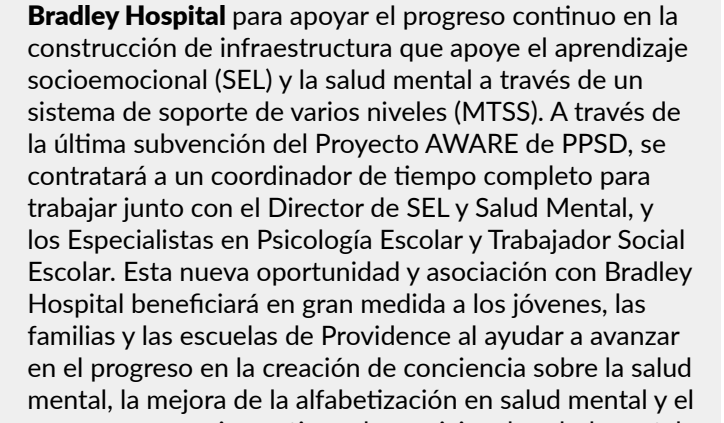 Bradley Hospital para apoyar el progreso continuo en la
construcción de infraestructura que apoye el aprendizaje
socioemocional (SEL) y la salud mental a través de un
sistema de soporte de varios niveles (MTSS). A través de
la última subvención del Proyecto AWARE de PPSD, se
contratará a un coordinador de tiempo completo para
trabajar junto con el Director de SEL y Salud Mental, y
los Especialistas en Psicología Escolar y Trabajador Social
Escolar. Esta nueva oportunidad y asociación con Bradley
Hospital beneficiará en gran medida a los jóvenes, las
familias y las escuelas de Providence al ayudar a avanzar
en el progreso en la creación de conciencia sobre la salud
mental, la mejora de la alfabetización en salud mental y el